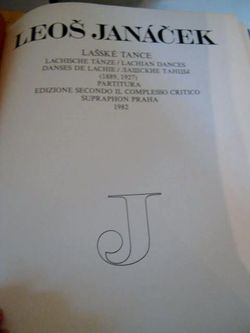 LEOŠ JANÁČEK
LAŠSKÉ TANCE
LACHISCHE TÄNZE / LACHIAN DANCES
DANSES DE LACHIE / ЛАШСКИЕ ТАНЦЫ
(1889, 1927)
PARTITURA
EDIZIONE SECONDO IL COMPLESSO CRITICO
SUPRAPHON PRAHA
1982
J